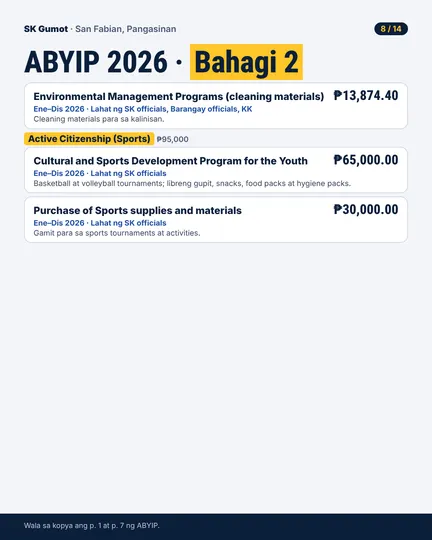 SK Gumot · San Fabian, Pangasinan
8 / 14
ABYIP 2026 · Bahagi 2
Environmental Management Programs (cleaning materials) ₱13,874.40
Ene–Dis 2026 · Lahat ng SK officials, Barangay officials, KK
Cleaning materials para sa kalinisan.
Active Citizenship (Sports) ₱95,000
Cultural and Sports Development Program for the Youth ₱65,000.00
Ene–Dis 2026 · Lahat ng SK officials
Basketball at volleyball tournaments; libreng gupit, snacks, food packs at hygiene packs.
Purchase of Sports supplies and materials ₱30,000.00
Ene–Dis 2026 · Lahat ng SK officials
Gamit para sa sports tournaments at activities.
Wala sa kopya ang p. 1 at p. 7 ng ABYIP.